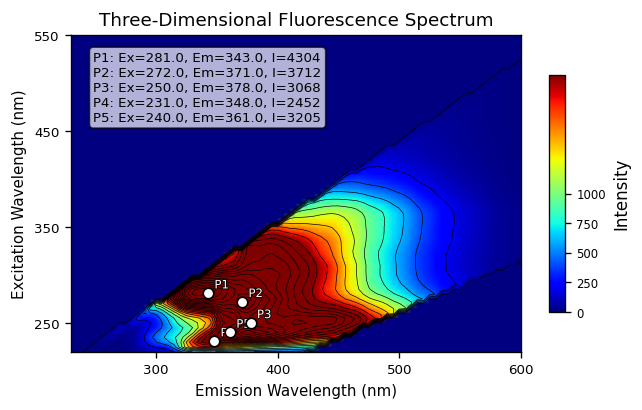 Three-Dimensional Fluorescence Spectrum
P1: Ex=281.0, Em=343.0, I=4304
P2: Ex=272.0, Em=371.0, I=3712
P3: Ex=250.0, Em=378.0, I=3068
P4: Ex=231.0, Em=348.0, I=2452
P5: Ex=240.0, Em=361.0, I=3205
Excitation Wavelength (nm)
550
450
350
250
P1
P2
P3
300
400
500
600
Emission Wavelength (nm)
1000
750
500
250
0
Intensity